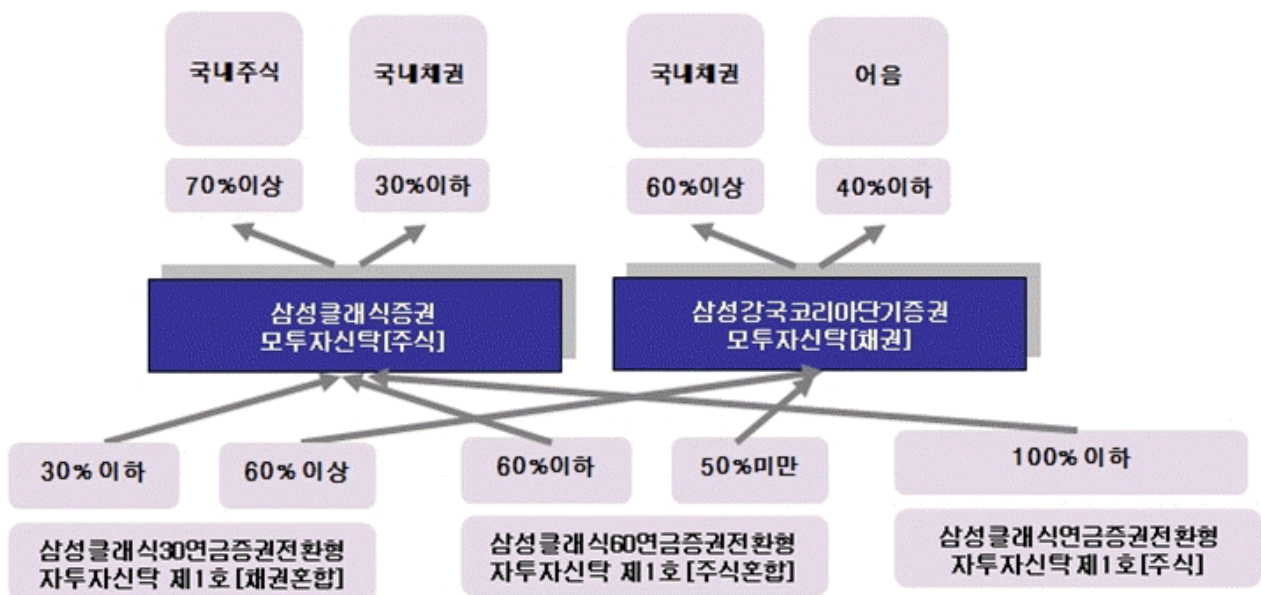 국내주식
국내채권
국내채권
어음
70%이상
30%이하
60%이상
40%이하
삼성클래식증권
모투자신탁[주식]
삼성강국코리아단기증권
모투자신탁[채권]
30% 이하
60% 이상
60%이하
50%미만
100% 이하
삼성클래식30연금증권전환형
자투자신탁 제1호 [채권혼합]
삼성클래식60연금증권전환형
자투자신탁 제1호 [주식혼합]
삼성클래식연금증권전환형
자투자신탁 제1호 [주식]